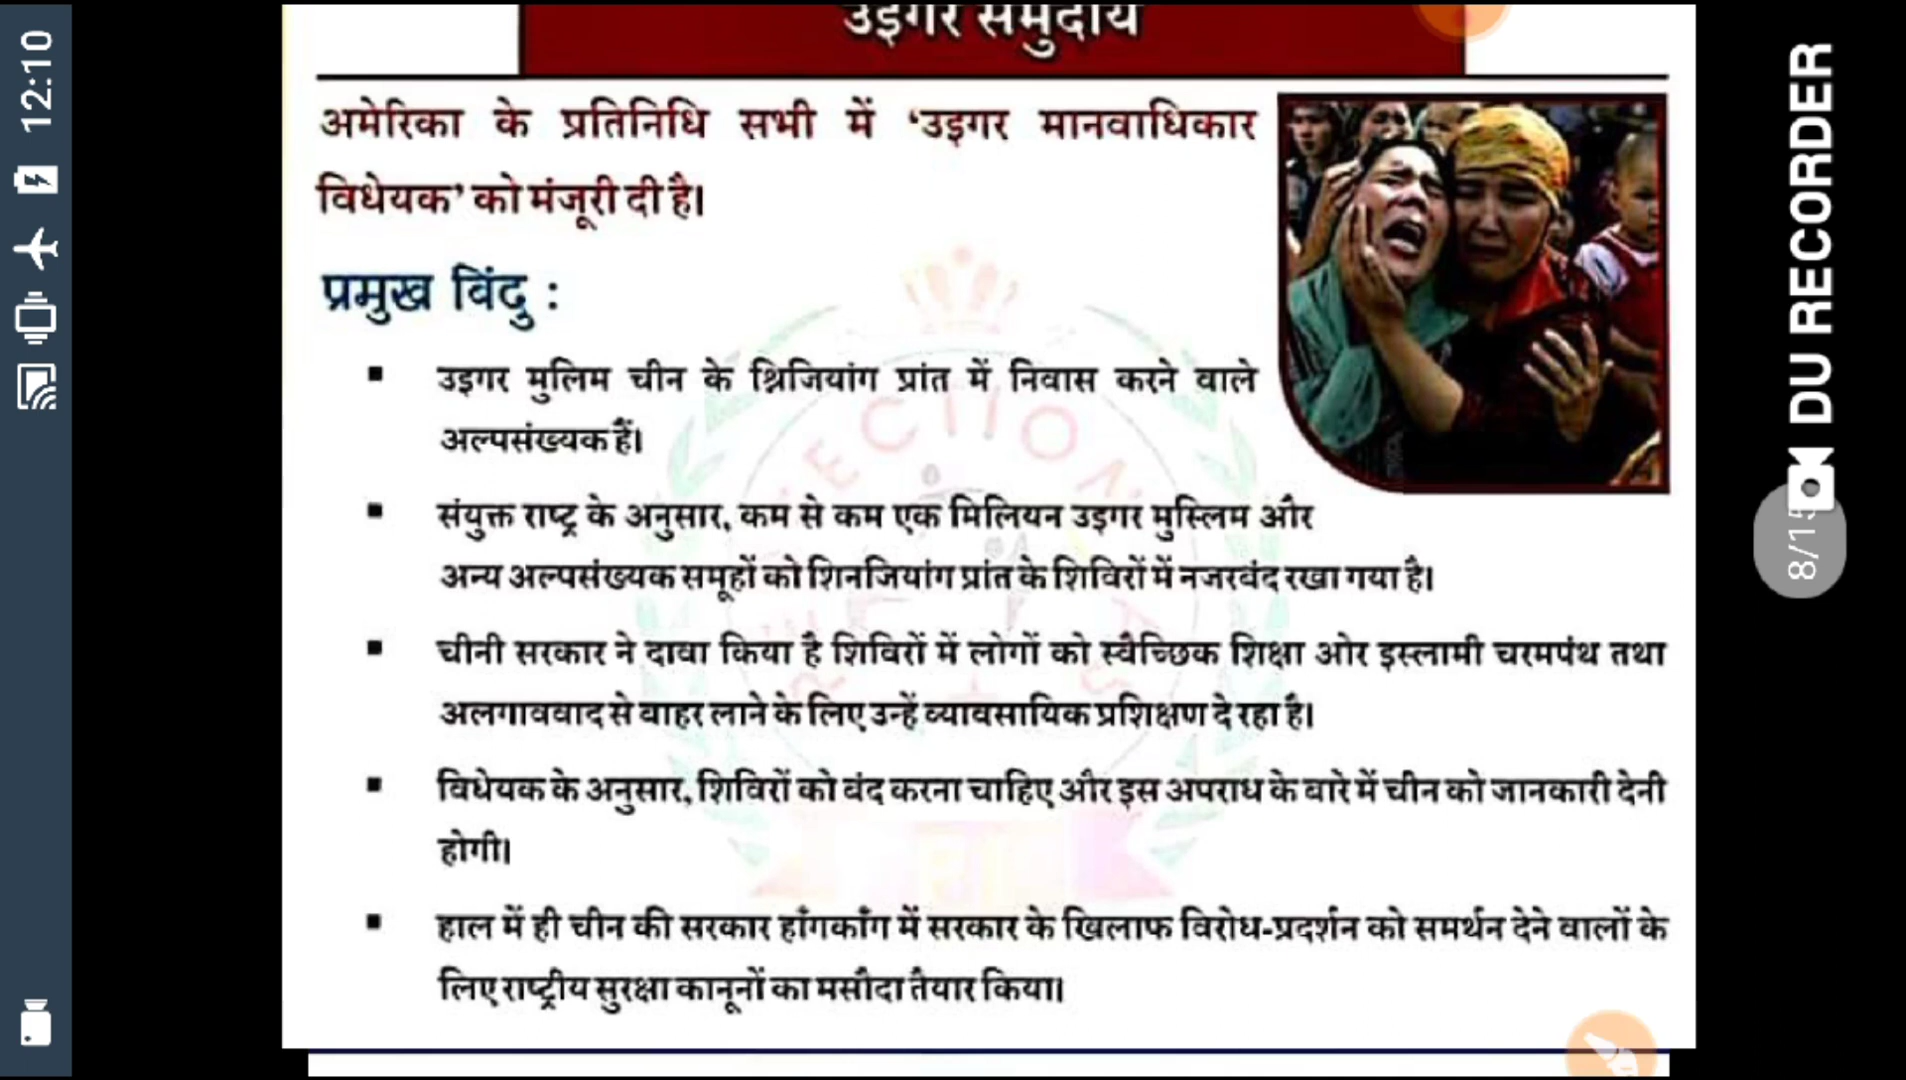 उइगर समुदाय
अमेरिका के प्रतिनिधि सभी में ‘उइगर मानवाधिकार
विधेयक’ को मंजूरी दी है।
प्रमुख विंदु :
उइगर मुलिम चीन के श्निजियांग प्रांत में निवास करने वाले
अल्पसंख्यक हैं।
संयुक्त राष्ट्र के अनुसार, कम से कम एक मिलियन उइगर मुस्लिम और
अन्य अल्पसंख्यक समूहों को शिनजियांग प्रांत के शिविरों में नजरवंद रखा गया है।
चीनी सरकार ने दावा किया है शिविरों में लोगों को स्वैच्छिक शिक्षा ओर इस्लामी चरमपंथ तथा
अलगाववाद से वाहर लाने के लिए उन्हें व्यावसायिक प्रशिक्षण दे रहा है।
विधेयक के अनुसार, शिविरों को वंद करना चाहिए और इस अपराध के वारे में चीन को जानकारी देनी
होगी।
हाल में ही चीन की सरकार हॉंगकॉंग में सरकार के खिलाफ विरोध-प्रदर्शन को समर्थन देने वालों के
लिए राष्ट्रीय सुरक्षा कानूनों का मसौदा तैयार किया।
12:10
DU RECORDER
8/15